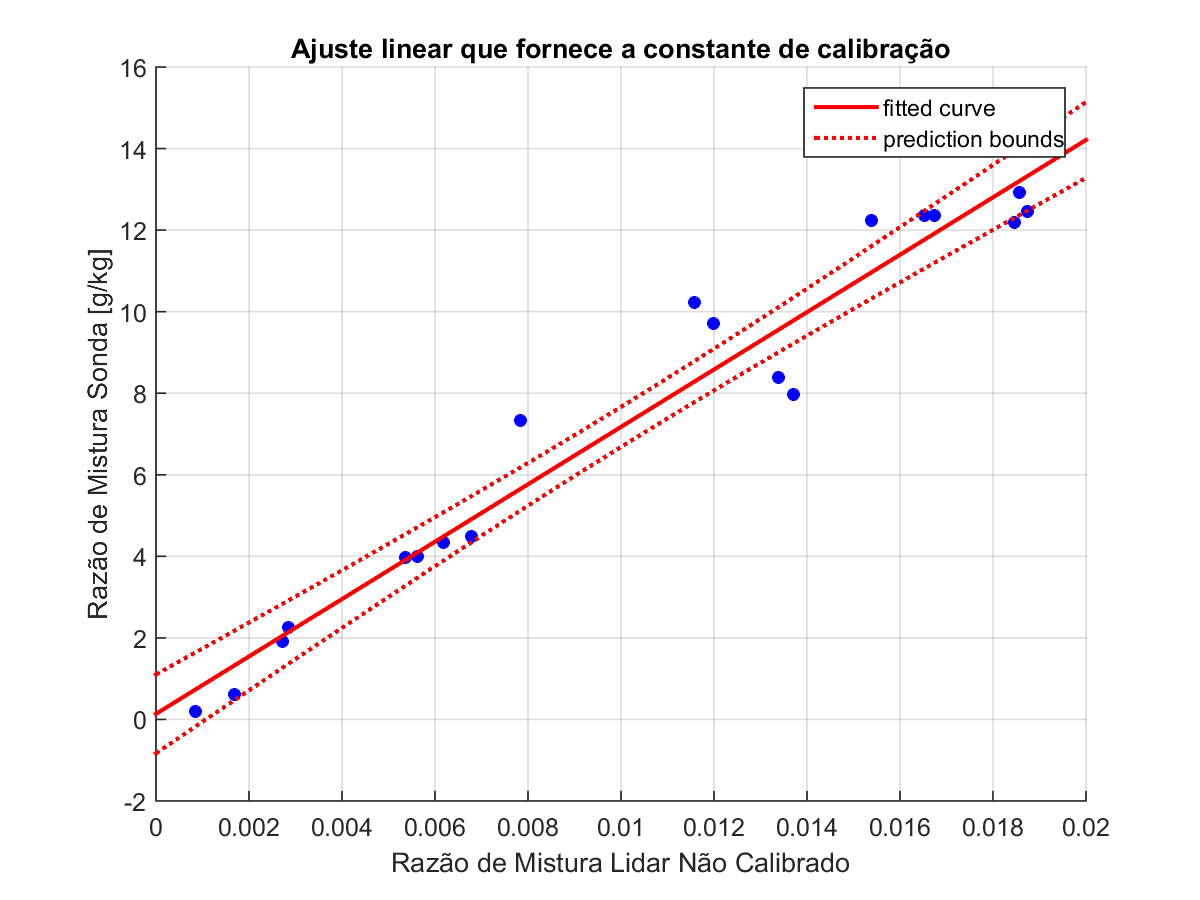 Ajuste linear que fornece a constante de calibração
fitted curve
prediction bounds
Razão de Mistura Sonda [g/kg]
16
14
12
10
8
6
4
2
0
-2
0 0.002 0.004 0.006 0.008 0.01 0.012 0.014 0.016 0.018 0.02
Razão de Mistura Lidar Não Calibrado